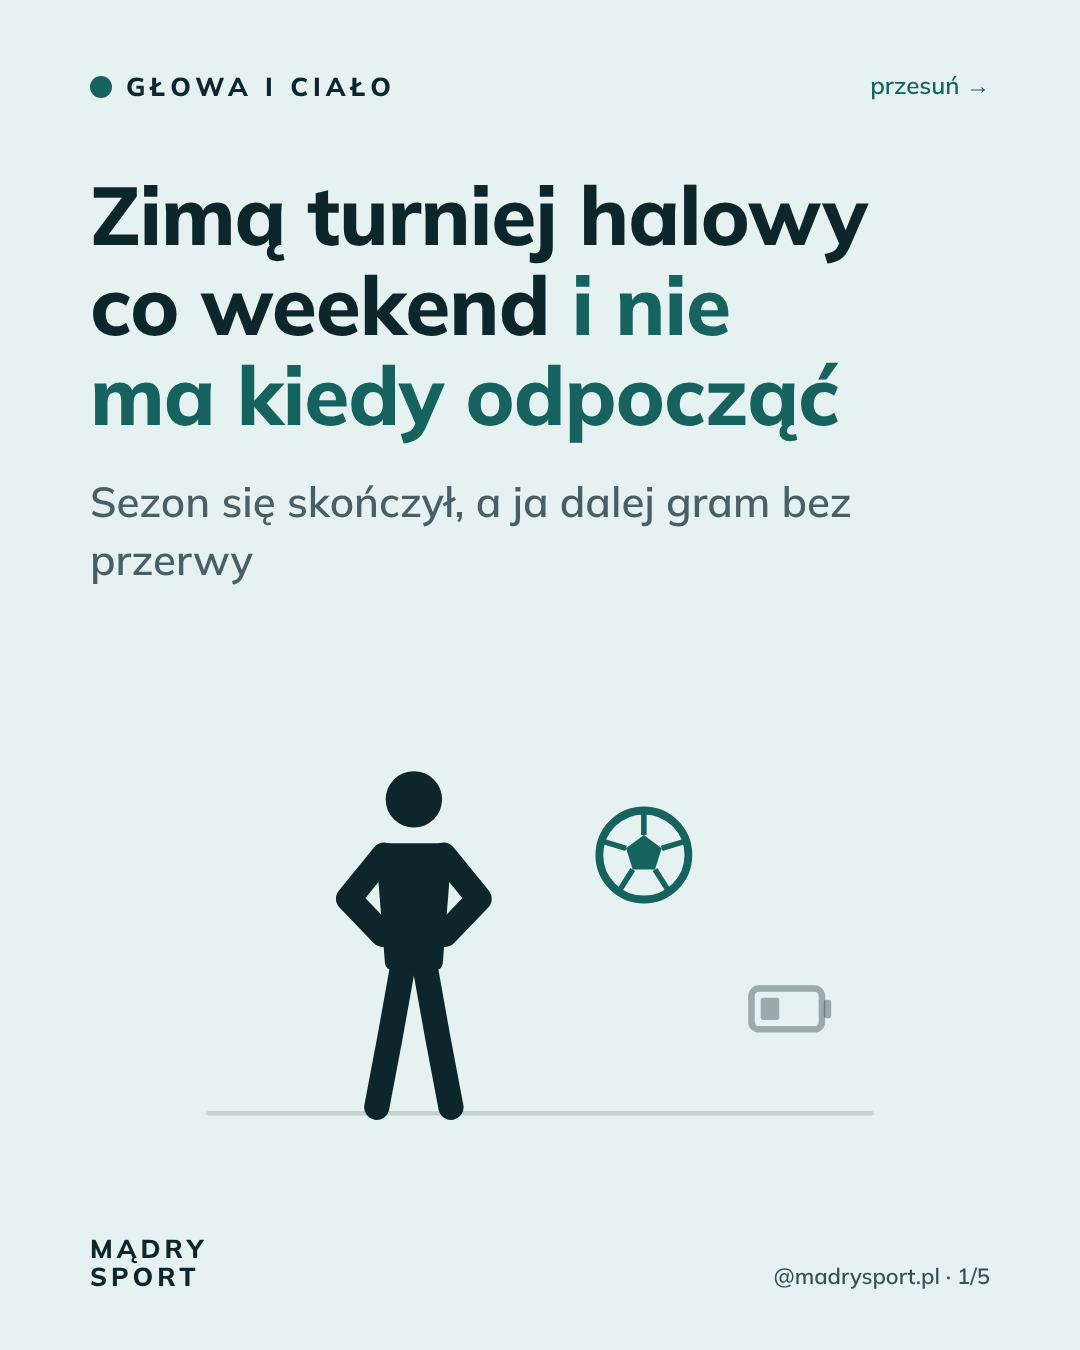 GŁOWA I CIAŁO
przesuń →
Zimą turniej halowy
co weekend i nie
ma kiedy odpocząć
Sezon się skończył, a ja dalej gram bez
przerwy
MĄDRY
SPORT
@madrysport.pl · 1/5